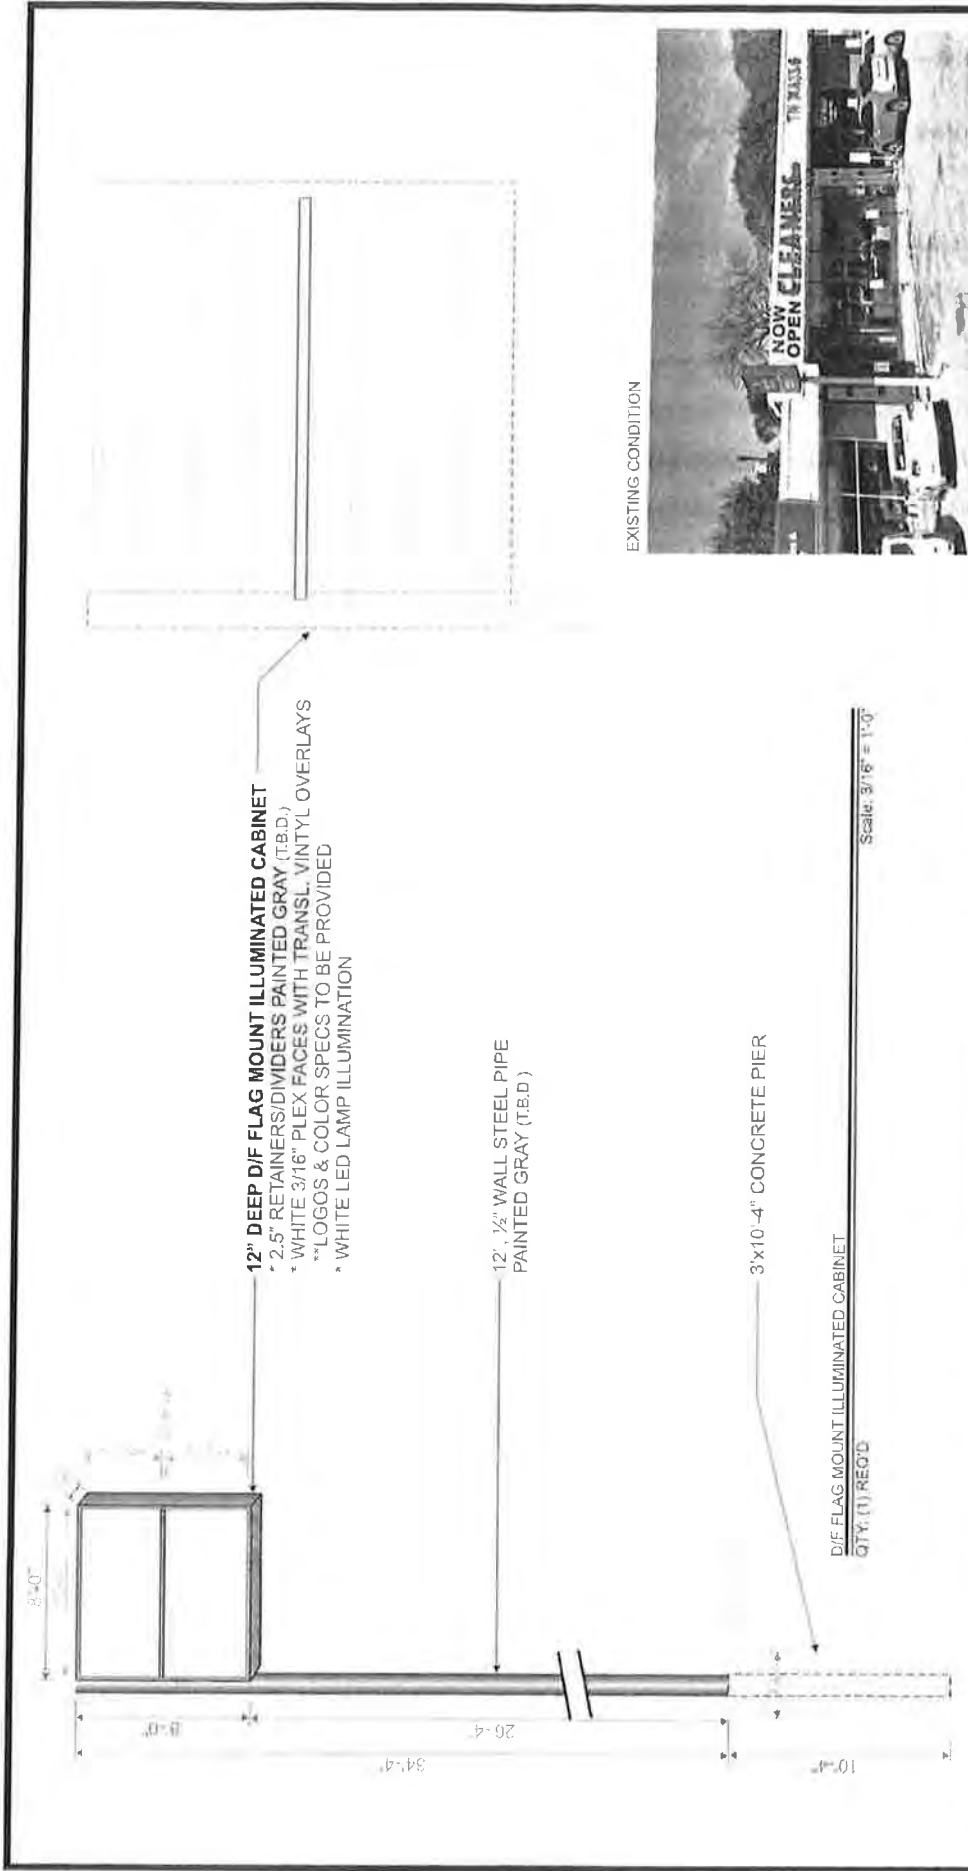 8'-0"
8'-0"
26'-4"
34'-4"
10'-4"
12" DEEP D/F FLAG MOUNT ILLUMINATED CABINET
* 2.5" RETAINERS/DIVIDERS PAINTED GRAY (T.B.D.)
* WHITE 3/16" PLEX FACES WITH TRANSL. VINTYL OVERLAYS
**LOGOS & COLOR SPECS TO BE PROVIDED
* WHITE LED LAMP ILLUMINATION
12", ½" WALL STEEL PIPE
PAINTED GRAY (T.B.D.)
3'x10'-4" CONCRETE PIER
D/F FLAG MOUNT ILLUMINATED CABINET
QTY: (1) REQ'D
Scale: 3/16" = 1'-0"
EXISTING CONDITION
NOW
OPEN CLEANERS